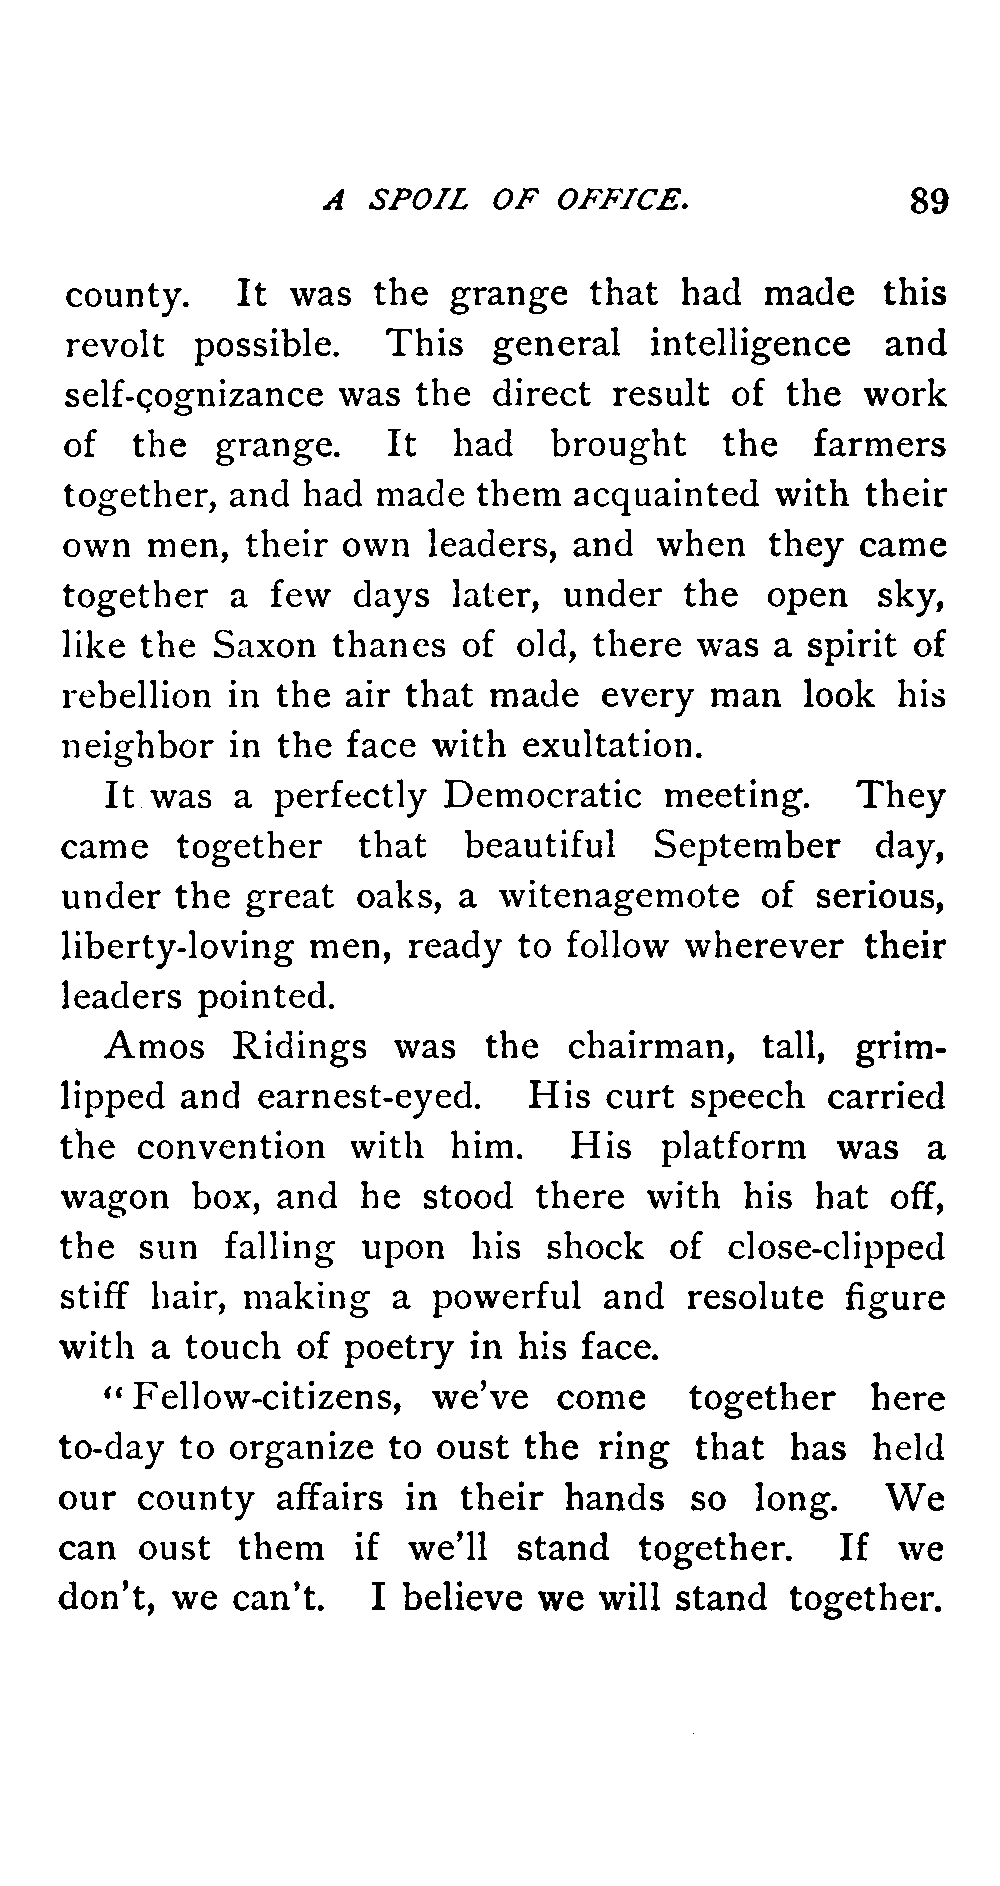 A SPOIL OF OFFICE. 89
county. It was the grange that had made this
revolt possible. This general intelligence and
self-çognizance was the direct result of the work
of the grange. It had brought the farmers
together, and had made them acquainted with their
own men, their own leaders, and when they came
together a few days later, under the open sky,
like the Saxon thanes of old, there was a spirit of
rebellion in the air that made every man look his
neighbor in the face with exultation.
It was a perfectly Democratic meeting. They
came together that beautiful September day,
under the great oaks, a witenagemote of serious,
liberty-loving men, ready to follow wherever their
leaders pointed.
Amos Ridings was the chairman, tall, grim-
lipped and earnest-eyed. His curt speech carried
the convention with him. His platform was a
wagon box, and he stood there with his hat off,
the sun falling upon his shock of close-clipped
stiff hair, making a powerful and resolute figure
with a touch of poetry in his face.
“Fellow-citizens, we've come together here
to-day to organize to oust the ring that has held
our county affairs in their hands so long. We
can oust them if we'll stand together. If we
don't, we can't. I believe we will stand together.